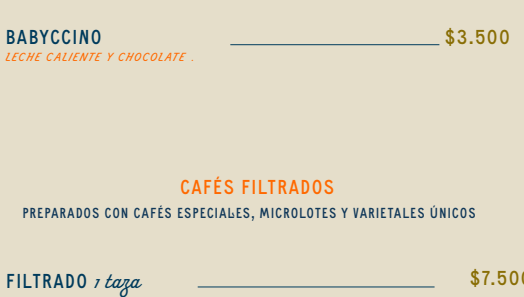 BABYCCINO $3.500
LECHE CALIENTE Y CHOCOLATE .
CAFÉS FILTRADOS
PREPARADOS CON CAFÉS ESPECIALES, MICROLOTES Y VARIETALES ÚNICOS
FILTRADO 1 taza $7.500